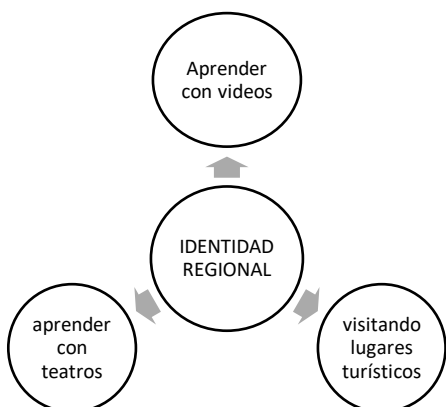 Aprender
con videos
IDENTIDAD
REGIONAL
aprender
con
teatros
visitando
lugares
turísticos